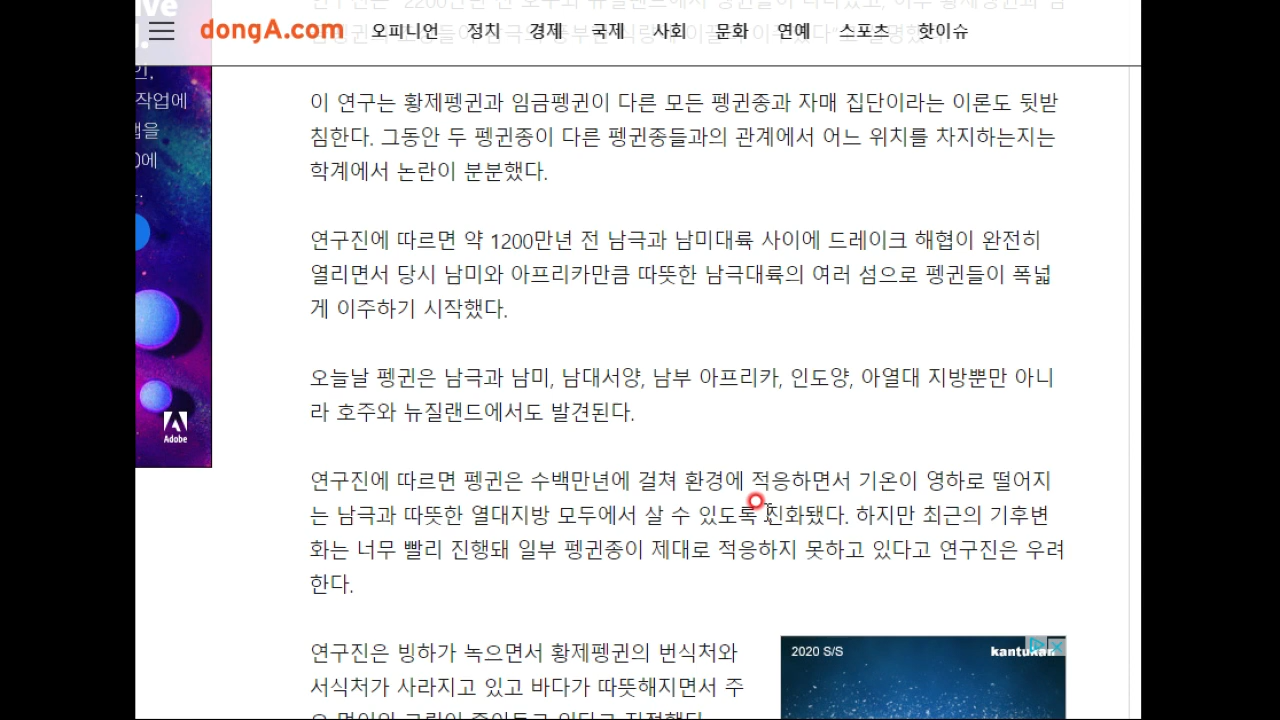 ive
dongA.com
오피니언 정치 경제 국제 사회 문화 연예 스포츠 핫이슈
작업에
이 연구는 황제펭귄과 임금펭귄이 다른 모든 펭귄종과 자매 집단이라는 이론도 뒷받
침한다. 그동안 두 펭귄종이 다른 펭귄종들과의 관계에서 어느 위치를 차지하는지는
학계에서 논란이 분분했다.
연구진에 따르면 약 1200만년 전 남극과 남미대륙 사이에 드레이크 해협이 완전히
열리면서 당시 남미와 아프리카만큼 따뜻한 남극대륙의 여러 섬으로 펭귄들이 폭넓
게 이주하기 시작했다.
오늘날 펭귄은 남극과 남미, 남대서양, 남부 아프리카, 인도양, 아열대 지방뿐만 아니
라 호주와 뉴질랜드에서도 발견된다.
연구진에 따르면 펭귄은 수백만년에 걸쳐 환경에 적응하면서 기온이 영하로 떨어지
는 남극과 따뜻한 열대지방 모두에서 살 수 있도록 진화됐다. 하지만 최근의 기후변
화는 너무 빨리 진행돼 일부 펭귄종이 제대로 적응하지 못하고 있다고 연구진은 우려
한다.
연구진은 빙하가 녹으면서 황제펭귄의 번식처와
서식처가 사라지고 있고 바다가 따뜻해지면서 주
Adobe
2020 S/S
kantukan